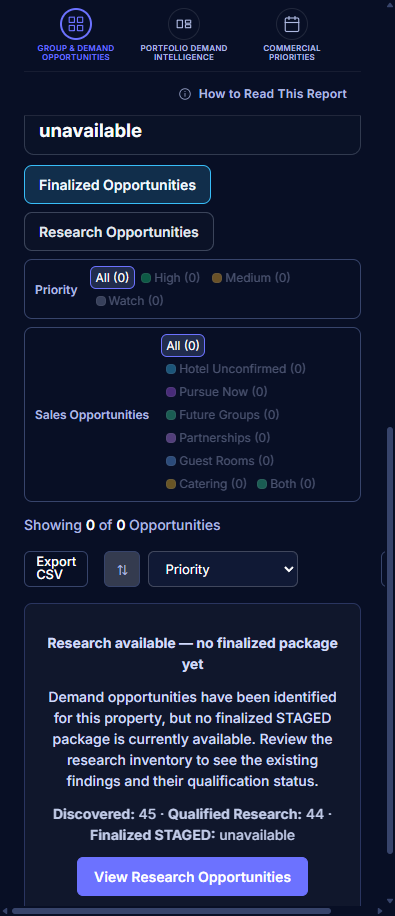 GROUP & DEMAND
OPPORTUNITIES
PORTFOLIO DEMAND
INTELLIGENCE
COMMERCIAL
PRIORITIES
How to Read This Report
unavailable
Finalized Opportunities
Research Opportunities
Priority
All (0)
High (0)
Medium (0)
Watch (0)
Sales Opportunities
All (0)
Hotel Unconfirmed (0)
Pursue Now (0)
Future Groups (0)
Partnerships (0)
Guest Rooms (0)
Catering (0)
Both (0)
Showing 0 of 0 Opportunities
Export
CSV
Priority
Research available — no finalized package
yet
Demand opportunities have been identified
for this property, but no finalized STAGED
package is currently available. Review the
research inventory to see the existing
findings and their qualification status.
Discovered: 45 · Qualified Research: 44 ·
Finalized STAGED: unavailable
View Research Opportunities